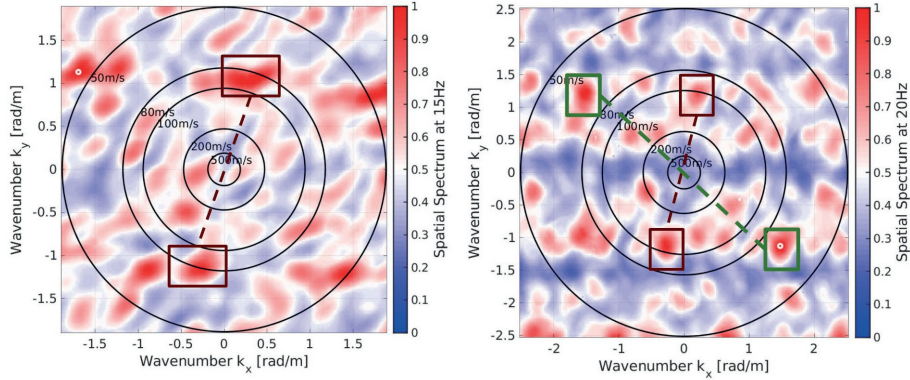 1.5
1
0.5
0
-0.5
-1
-1.5
Wavenumber k_y [rad/m]
50m/s
80m/s
100m/s
200m/s
500m/s
-1.5 -1 -0.5 0 0.5 1 1.5
Wavenumber k_x [rad/m]
1
0.9
0.8
0.7
0.6
0.5
0.4
0.3
0.2
0.1
0
Spatial Spectrum at 15Hz
2.5
2
1.5
1
0.5
0
-0.5
-1
-1.5
-2
-2.5
Wavenumber k_y [rad/m]
50m/s
80m/s
100m/s
200m/s
500m/s
-2 -1 0 1 2
Wavenumber k_x [rad/m]
1
0.9
0.8
0.7
0.6
0.5
0.4
0.3
0.2
0.1
0
Spatial Spectrum at 20Hz